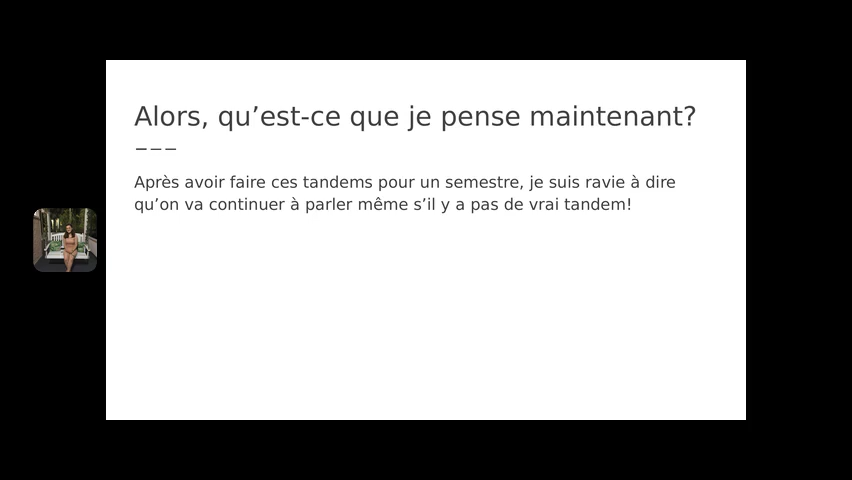 Alors, qu’est-ce que je pense maintenant?
Après avoir faire ces tandems pour un semestre, je suis ravie à dire
qu’on va continuer à parler même s’il y a pas de vrai tandem!